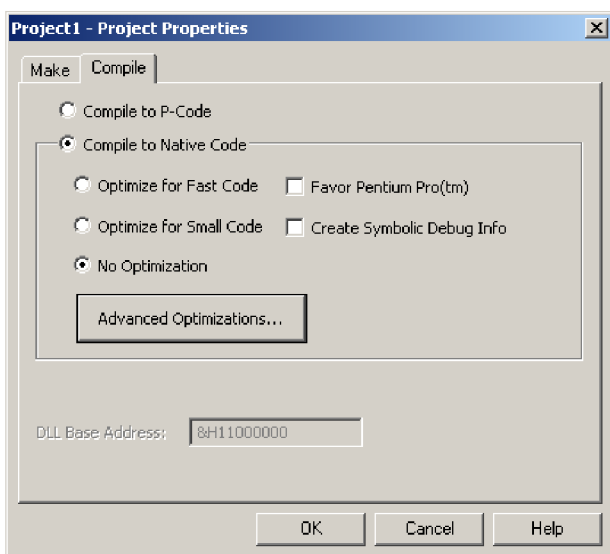 Project1 - Project Properties
Make Compile
Compile to P-Code
Compile to Native Code
Optimize for Fast Code Favor Pentium Pro(tm)
Optimize for Small Code Create Symbolic Debug Info
No Optimization
Advanced Optimizations...
DLL Base Address: &H11000000
OK Cancel Help